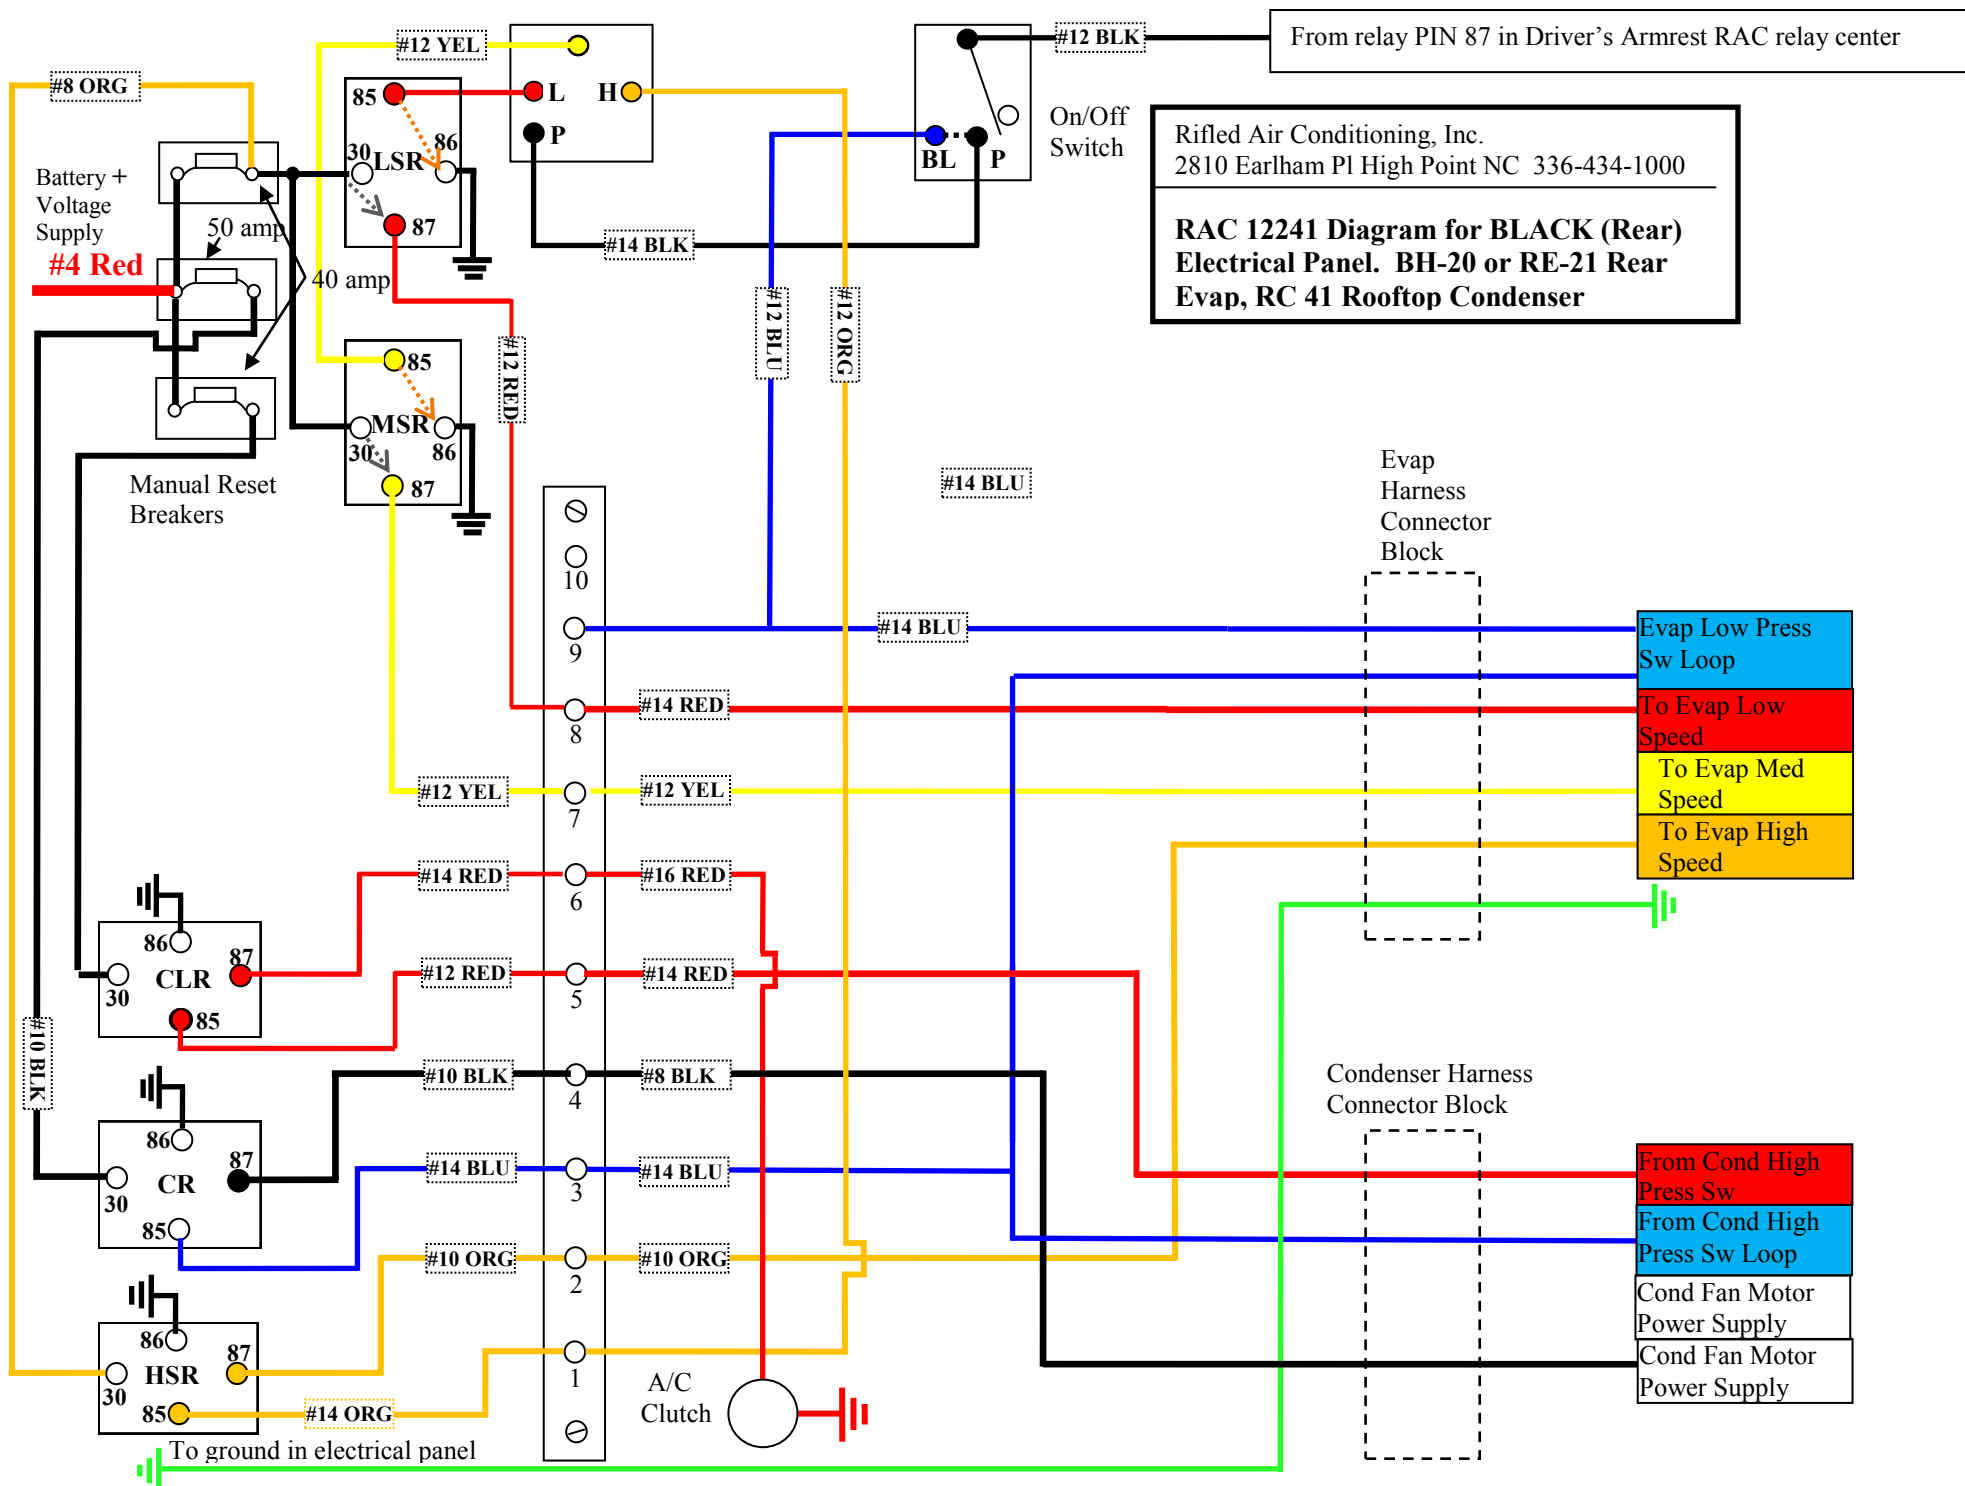 #12 YEL
#12 BLK
From relay PIN 87 in Driver's Armrest RAC relay center
#8 ORG
85
L
H
P
30
LSR
86
87
BL
P
On/Off
Switch
Rifled Air Conditioning, Inc.
2810 Earlham Pl High Point NC 336-434-1000
RAC 12241 Diagram for BLACK (Rear)
Electrical Panel. BH-20 or RE-21 Rear
Evap, RC 41 Rooftop Condenser
Battery +
Voltage
Supply
#4 Red
50 amp
40 amp
#14 BLK
#12 BLU
#12 ORG
#12 RED
85
MSR
30
86
87
Manual Reset
Breakers
#14 BLU
Evap
Harness
Connector
Block
10
9
#14 BLU
Evap Low Press
Sw Loop
8
#14 RED
To Evap Low
Speed
#12 YEL
7
#12 YEL
To Evap Med
Speed
To Evap High
Speed
#14 RED
6
#16 RED
86
87
CLR
30
85
#12 RED
5
#14 RED
#10 BLK
#10 BLK
4
#8 BLK
Condenser Harness
Connector Block
86
87
CR
30
85
#14 BLU
3
#14 BLU
From Cond High
Press Sw
From Cond High
Press Sw Loop
#10 ORG
2
#10 ORG
Cond Fan Motor
Power Supply
Cond Fan Motor
Power Supply
86
87
HSR
30
85
#14 ORG
1
A/C
Clutch
To ground in electrical panel